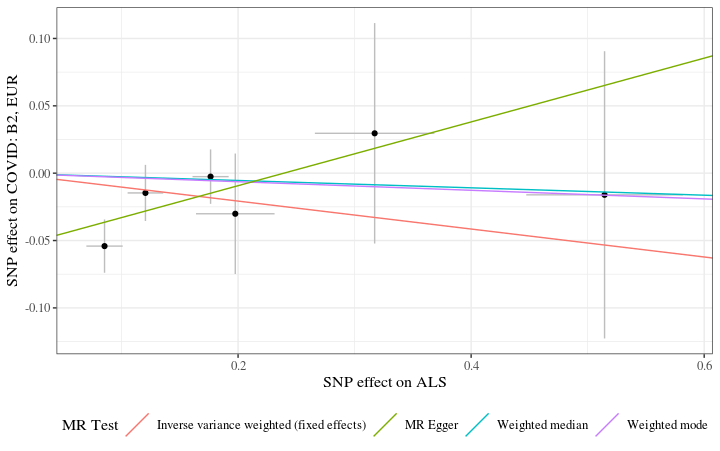 0.10
0.05
0.00
-0.05
-0.10
SNP effect on COVID: B2, EUR
0.2
0.4
0.6
SNP effect on ALS
MR Test
Inverse variance weighted (fixed effects)
MR Egger
Weighted median
Weighted mode